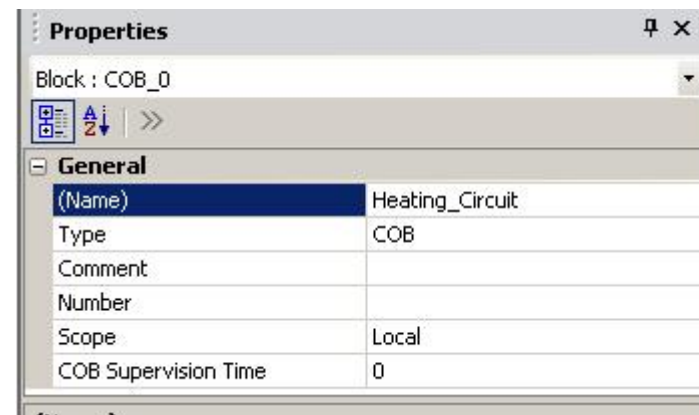 Properties
Block : COB_0
General
(Name) Heating_Circuit
Type COB
Comment
Number
Scope Local
COB Supervision Time 0